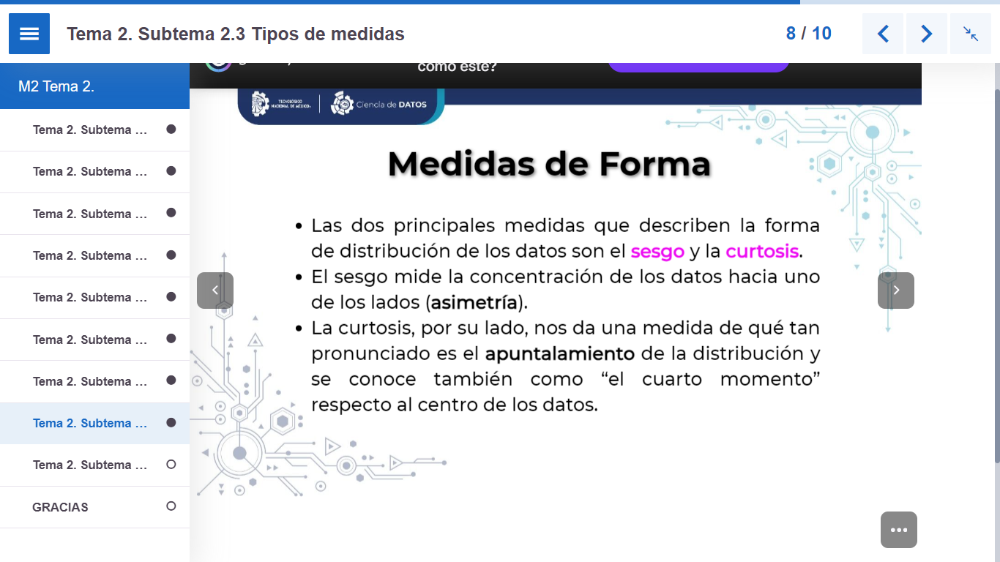 Tema 2. Subtema 2.3 Tipos de medidas
8 / 10
M2 Tema 2.
como este?
Tema 2. Subtema ...
Tema 2. Subtema ...
Tema 2. Subtema ...
Tema 2. Subtema ...
Tema 2. Subtema ...
Tema 2. Subtema ...
Tema 2. Subtema ...
Tema 2. Subtema ...
Tema 2. Subtema ...
GRACIAS
TECNOLÓGICO
NACIONAL DE MÉXICO
Ciencia de DATOS
Medidas de Forma
• Las dos principales medidas que describen la forma
de distribución de los datos son el sesgo y la curtosis.
• El sesgo mide la concentración de los datos hacia uno
de los lados (asimetría).
• La curtosis, por su lado, nos da una medida de qué tan
pronunciado es el apuntalamiento de la distribución y
se conoce también como “el cuarto momento”
respecto al centro de los datos.